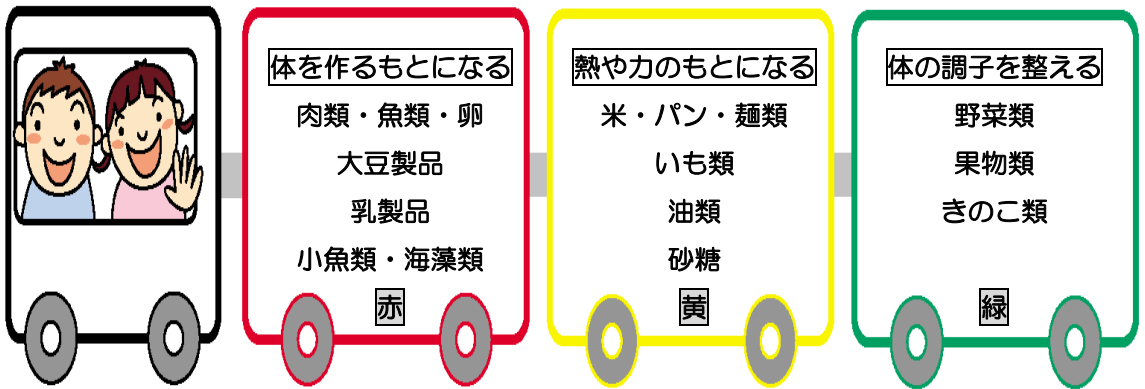 体を作るもとになる
肉類・魚類・卵
大豆製品
乳製品
小魚類・海藻類
赤
熱や力のもとになる
米・パン・麺類
いも類
油類
砂糖
黄
体の調子を整える
野菜類
果物類
きのこ類
緑